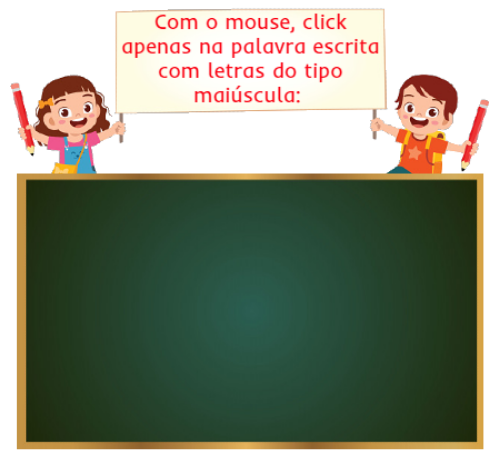 Com o mouse, click
apenas na palavra escrita
com letras do tipo
maiúscula: